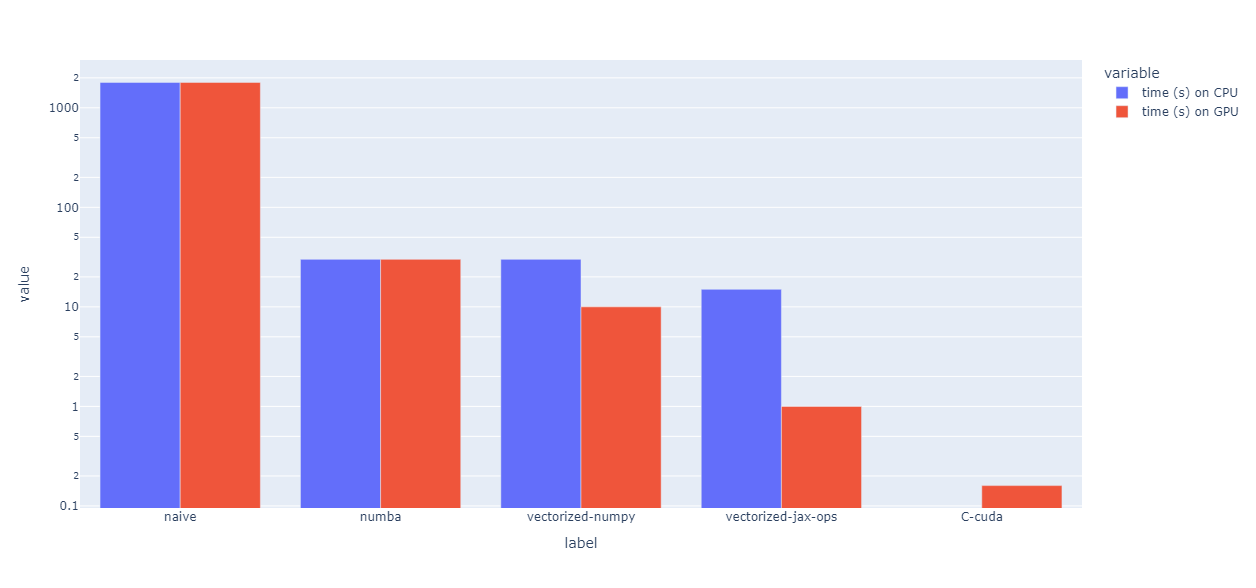 variable
time (s) on CPU
time (s) on GPU
value
2
1000
5
2
100
5
2
10
5
2
1
5
2
0.1
naive numba vectorized-numpy vectorized-jax-ops C-cuda
label